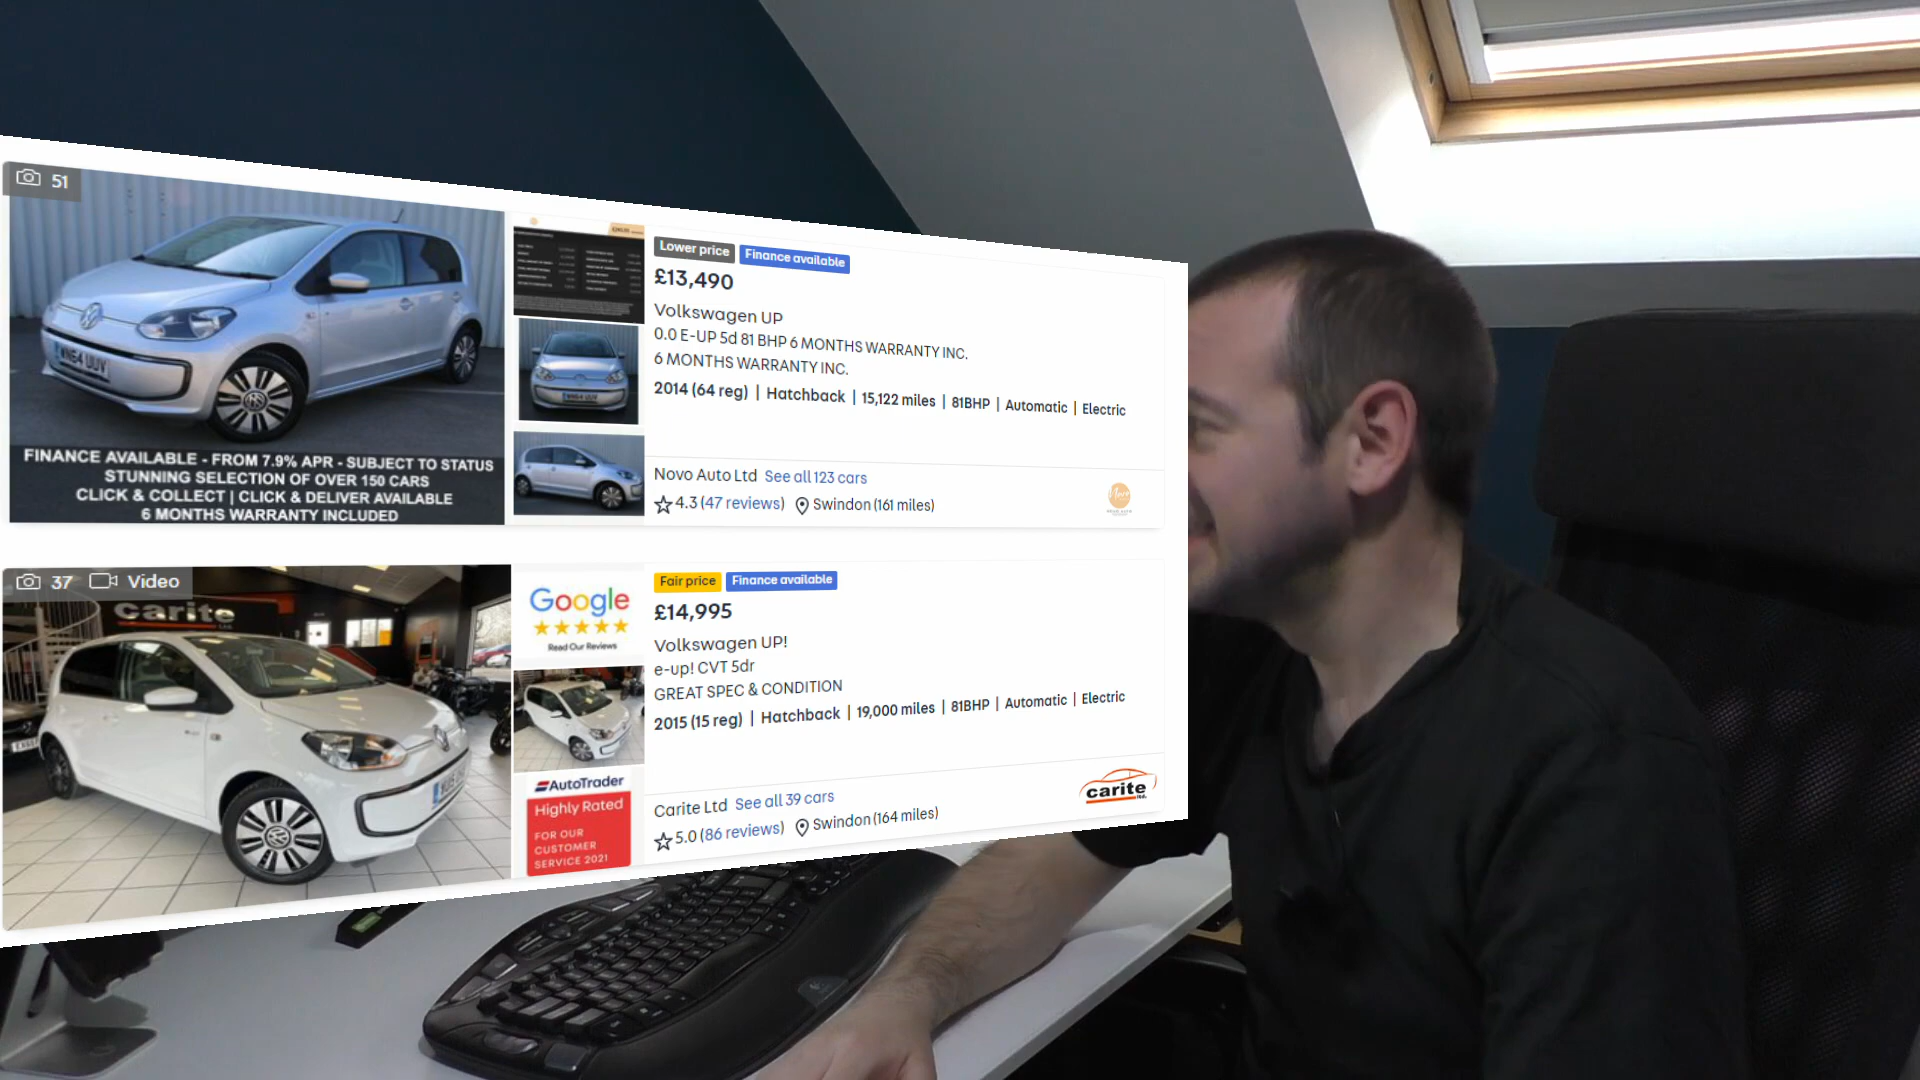 51
WN64 UUV
FINANCE AVAILABLE - FROM 7.9% APR - SUBJECT TO STATUS
STUNNING SELECTION OF OVER 150 CARS
CLICK & COLLECT | CLICK & DELIVER AVAILABLE
6 MONTHS WARRANTY INCLUDED
WN64 UUV
Lower price
Finance available
£13,490
Volkswagen UP
0.0 E-UP 5d 81 BHP 6 MONTHS WARRANTY INC.
6 MONTHS WARRANTY INC.
2014 (64 reg) | Hatchback | 15,122 miles | 81BHP | Automatic | Electric
Novo Auto Ltd See all 123 cars
4.3 (47 reviews) Swindon (161 miles)
37 Video
carite
Google
Read Our Reviews
AutoTrader
Highly Rated
FOR OUR
CUSTOMER
SERVICE 2021
Fair price
Finance available
£14,995
Volkswagen UP!
e-up! CVT 5dr
GREAT SPEC & CONDITION
2015 (15 reg) | Hatchback | 19,000 miles | 81BHP | Automatic | Electric
Carite Ltd See all 39 cars
5.0 (86 reviews) Swindon (164 miles)
carite
ltd.